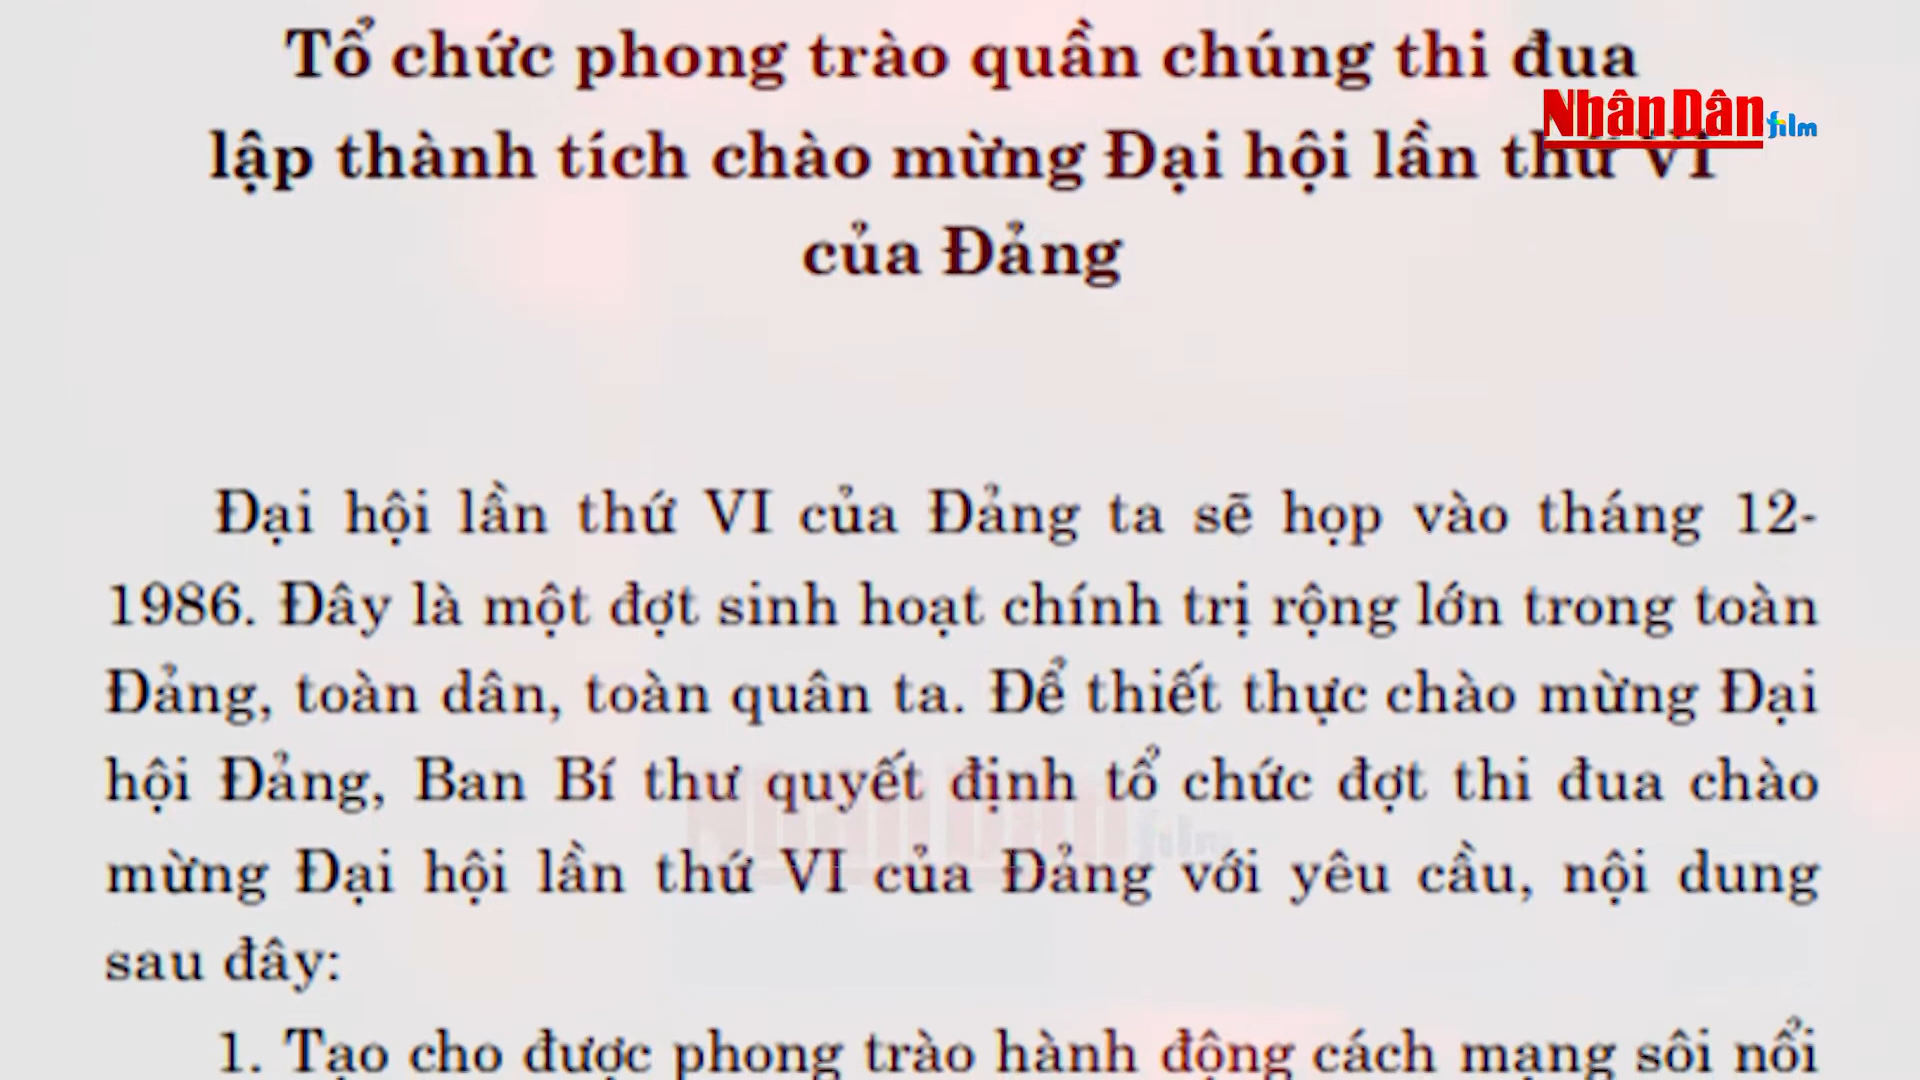 Tổ chức phong trào quần chúng thi đua
Nhân Dân film
lập thành tích chào mừng Đại hội lần thứ VI
của Đảng
Đại hội lần thứ VI của Đảng ta sẽ họp vào tháng 12-
1986. Đây là một đợt sinh hoạt chính trị rộng lớn trong toàn
Đảng, toàn dân, toàn quân ta. Để thiết thực chào mừng Đại
hội Đảng, Ban Bí thư quyết định tổ chức đợt thi đua chào
mừng Đại hội lần thứ VI của Đảng với yêu cầu, nội dung
sau đây:
1. Tạo cho được phong trào hành động cách mạng sôi nổi